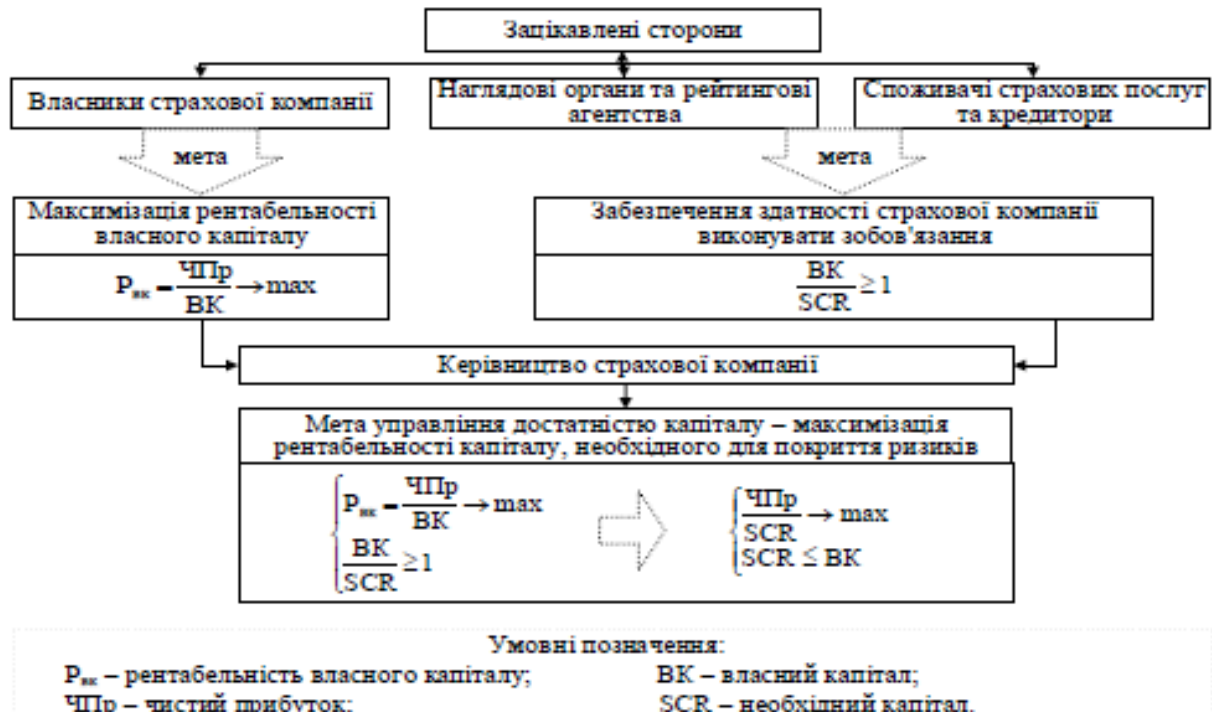 Зацікавлені сторони
Власники страхової компанії
Наглядові органи та рейтингові
агентства
Споживачі страхових послуг
та кредитори
мета
мета
Максимізація рентабельності
власного капіталу
Pвк = ЧПр/ВК → max
Забезпечення здатності страхової компанії
виконувати зобов'язання
ВК/SCR ≥ 1
Керівництво страхової компанії
Мета управління достатністю капіталу – максимізація
рентабельності капіталу, необхідного для покриття ризиків
Pвк = ЧПр/ВК → max
ВК/SCR ≥ 1
ЧПр/SCR → max
SCR ≤ ВК
Умовні позначення:
Pвк – рентабельність власного капіталу;
ВК – власний капітал;
ЧПр – чистий прибуток;
SCR – необхідний капітал.